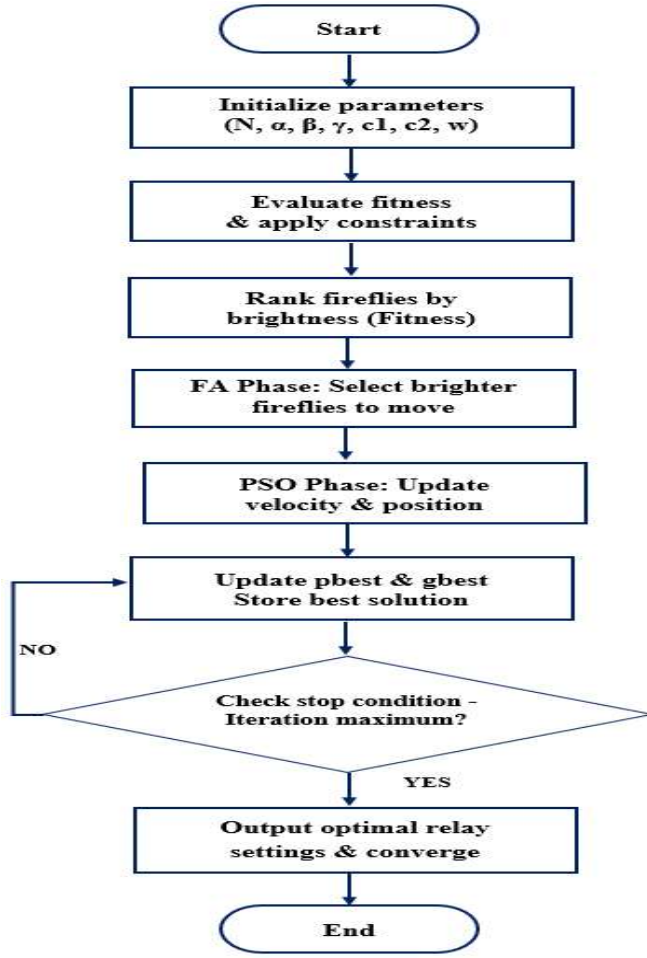 Start
Initialize parameters
(N, α, β, γ, c1, c2, w)
Evaluate fitness
& apply constraints
Rank fireflies by
brightness (Fitness)
FA Phase: Select brighter
fireflies to move
PSO Phase: Update
velocity & position
Update pbest & gbest
Store best solution
NO
Check stop condition -
Iteration maximum?
YES
Output optimal relay
settings & converge
End